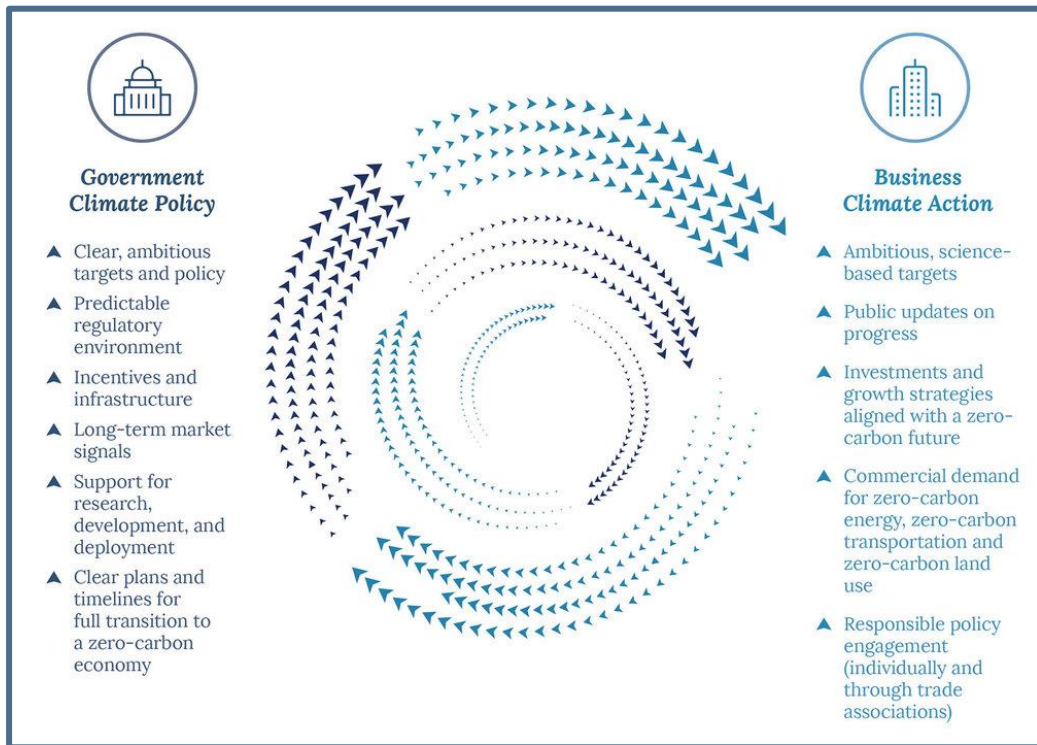 Government
Climate Policy
Clear, ambitious
targets and policy
Predictable
regulatory
environment
Incentives and
infrastructure
Long-term market
signals
Support for
research,
development, and
deployment
Clear plans and
timelines for
full transition to
a zero-carbon
economy
Business
Climate Action
Ambitious, science-
based targets
Public updates on
progress
Investments and
growth strategies
aligned with a zero-
carbon future
Commercial demand
for zero-carbon
energy, zero-carbon
transportation and
zero-carbon land
use
Responsible policy
engagement
(individually and
through trade
associations)